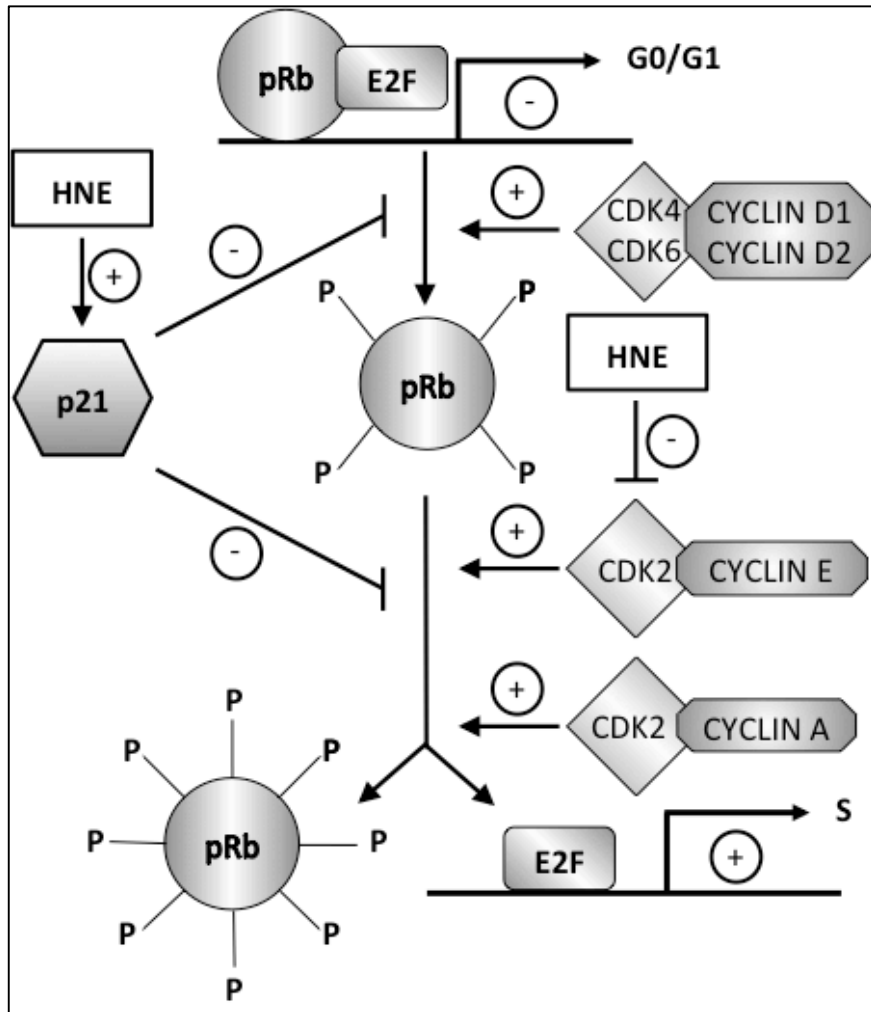 pRb
E2F
G0/G1
-
HNE
+
CDK4
CDK6
CYCLIN D1
CYCLIN D2
-
+
P
P
HNE
p21
pRb
-
P
P
-
+
CDK2
CYCLIN E
+
CDK2
CYCLIN A
P
P
P
P
pRb
P
E2F
+
S
P
P
P